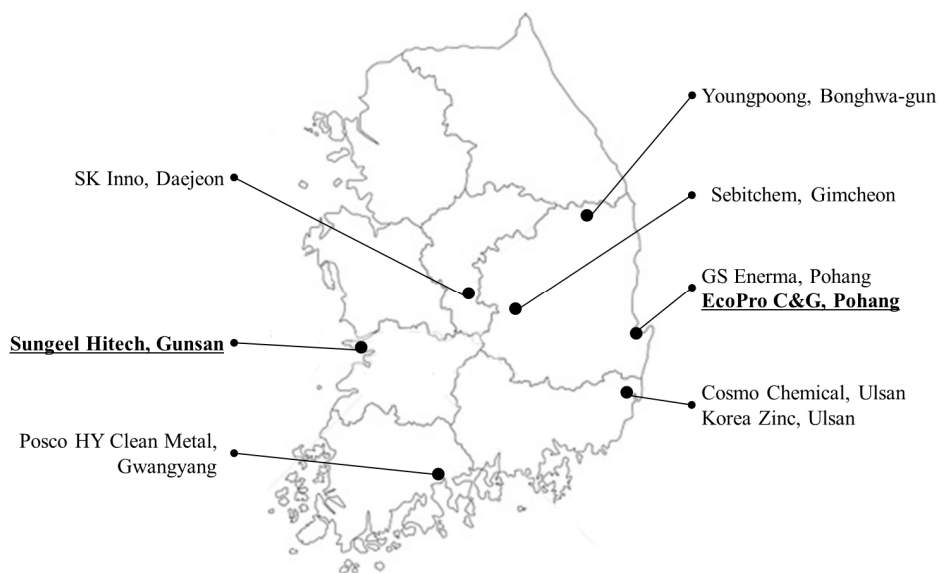 Youngpoong, Bonghwa-gun
SK Inno, Daejeon
Sebitchem, Gimcheon
GS Enerma, Pohang
EcoPro C&G, Pohang
Sungeel Hitech, Gunsan
Cosmo Chemical, Ulsan
Korea Zinc, Ulsan
Posco HY Clean Metal,
Gwangyang